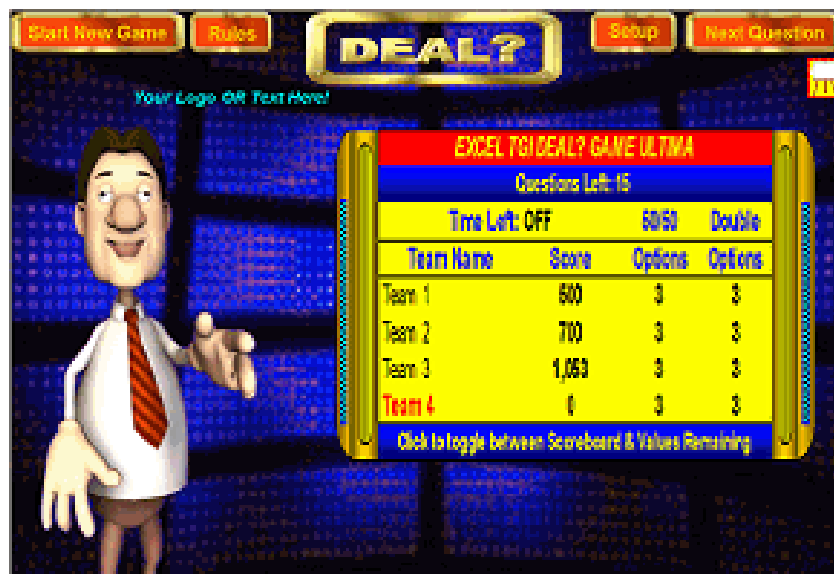 Start New Game Rules DEAL? Setup Next Question
Your Logo OR Text Here!
EXCEL TGI DEAL? GAME ULTIMA
Questions Left: 15
Time Left: OFF 50/50 Double
Team Name Score Options Options
Team 1 600 3 3
Team 2 700 3 3
Team 3 1,053 3 3
Team 4 0 3 3
Click to toggle between Scoreboard & Values Remaining